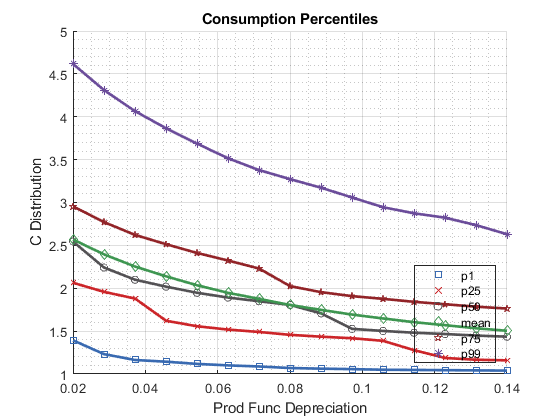 Consumption Percentiles
5
4.5
4
3.5
3
2.5
2
1.5
1
C Distribution
p1
p25
p50
mean
p75
p99
0.02 0.04 0.06 0.08 0.1 0.12 0.14
Prod Func Depreciation